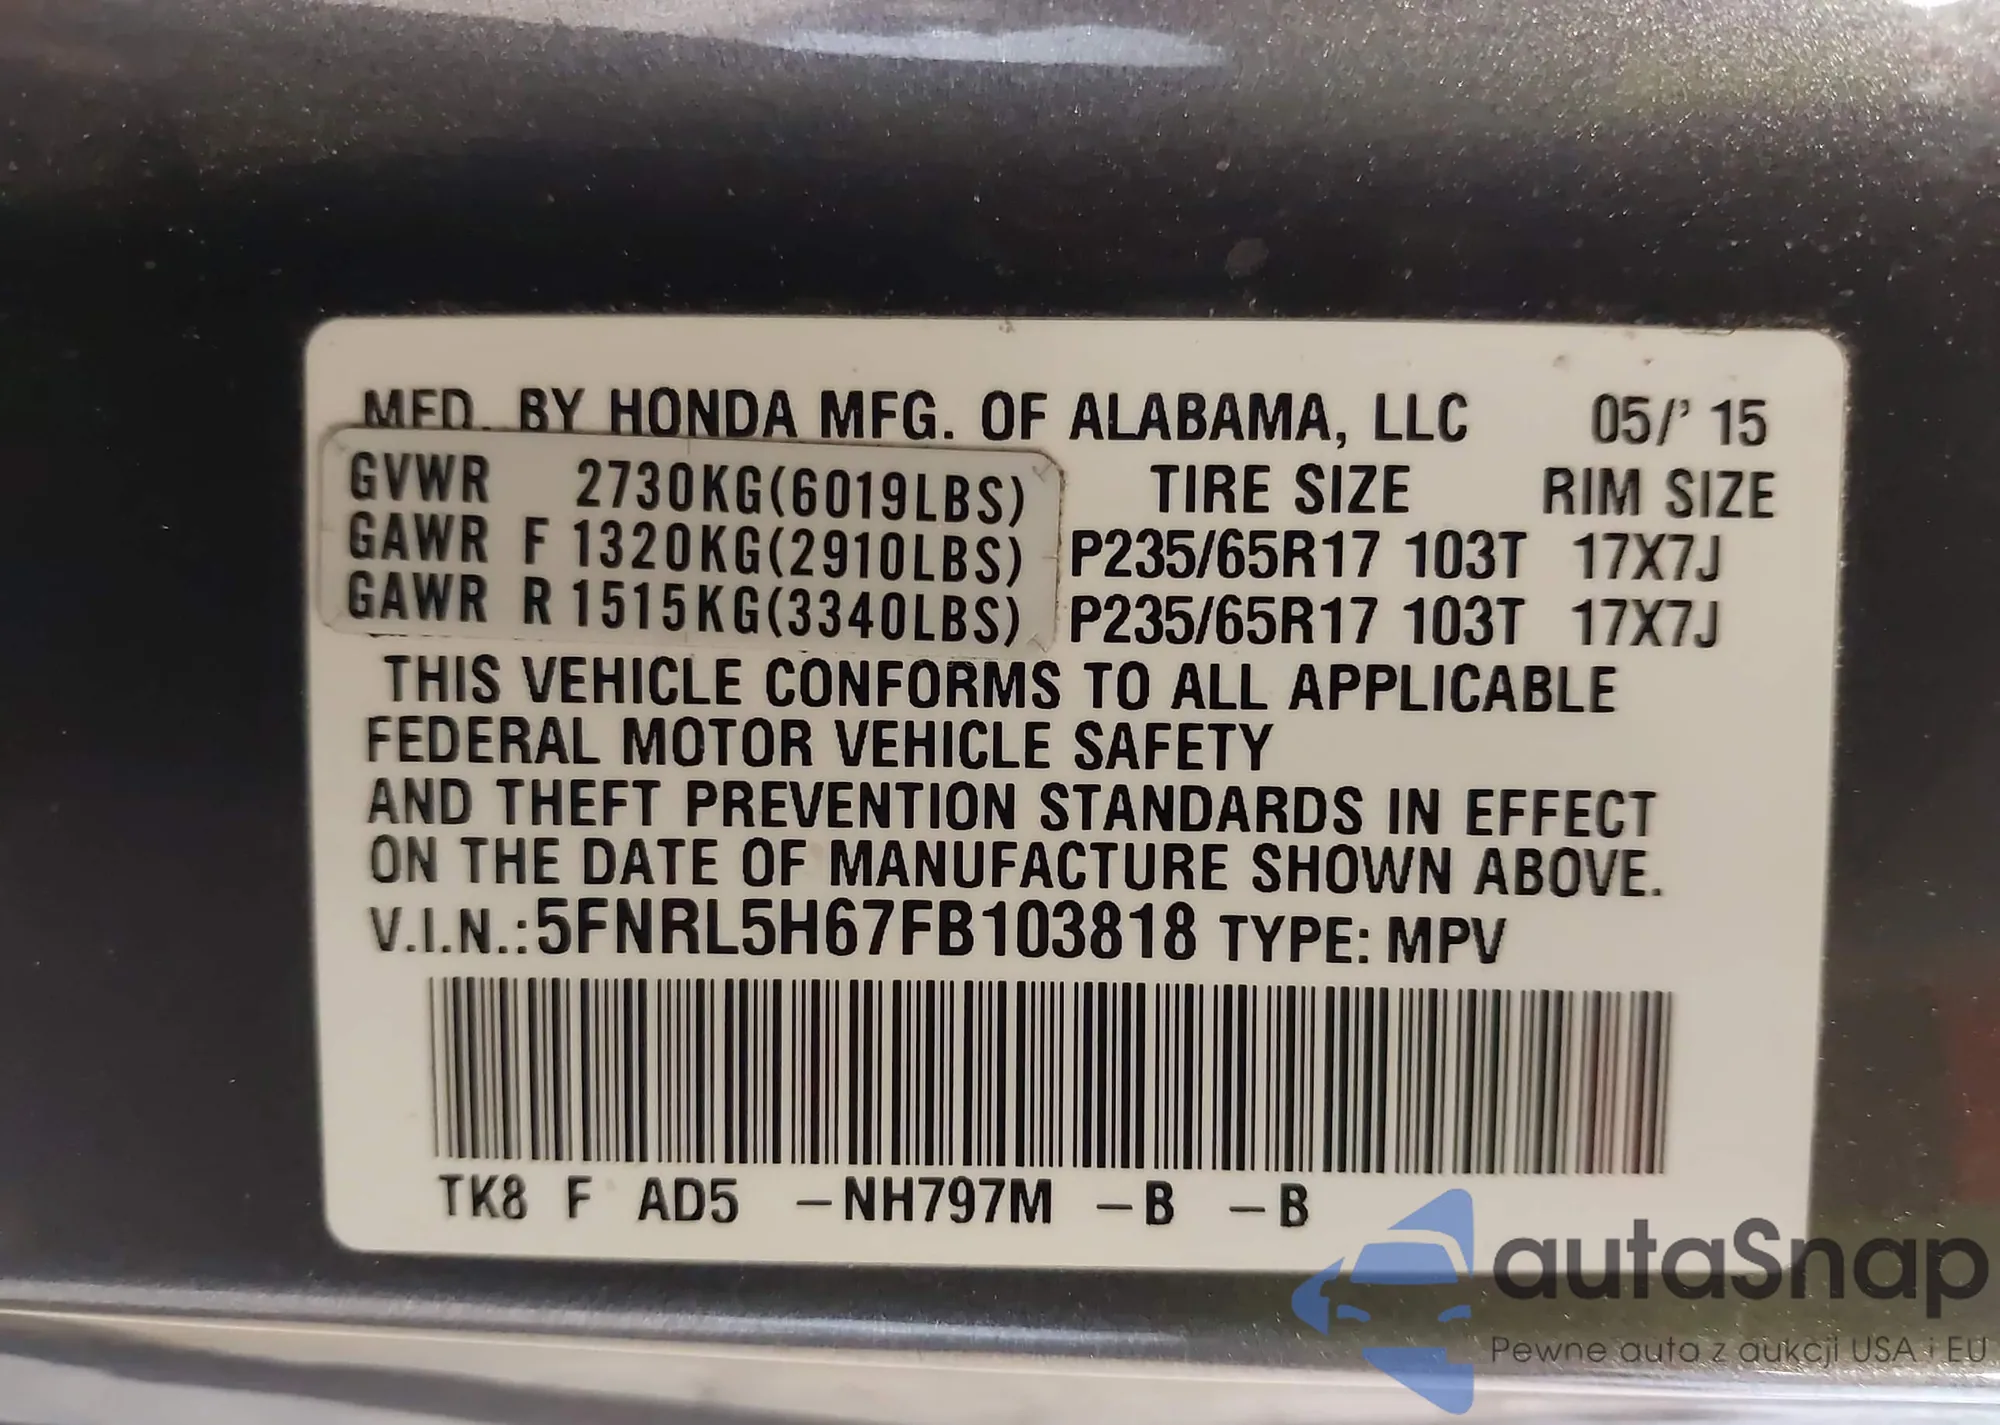 MFD. BY HONDA MFG. OF ALABAMA, LLC 05/' 15
GVWR 2730KG(6019LBS) TIRE SIZE RIM SIZE
GAWR F 1320KG(2910LBS) P235/65R17 103T 17X7J
GAWR R 1515KG(3340LBS) P235/65R17 103T 17X7J
THIS VEHICLE CONFORMS TO ALL APPLICABLE
FEDERAL MOTOR VEHICLE SAFETY
AND THEFT PREVENTION STANDARDS IN EFFECT
ON THE DATE OF MANUFACTURE SHOWN ABOVE.
V.I.N.:5FNRL5H67FB103818 TYPE: MPV
TK8 F AD5 –NH797M –B –B
autaSnap
Pewne auta z aukcji USA i EU